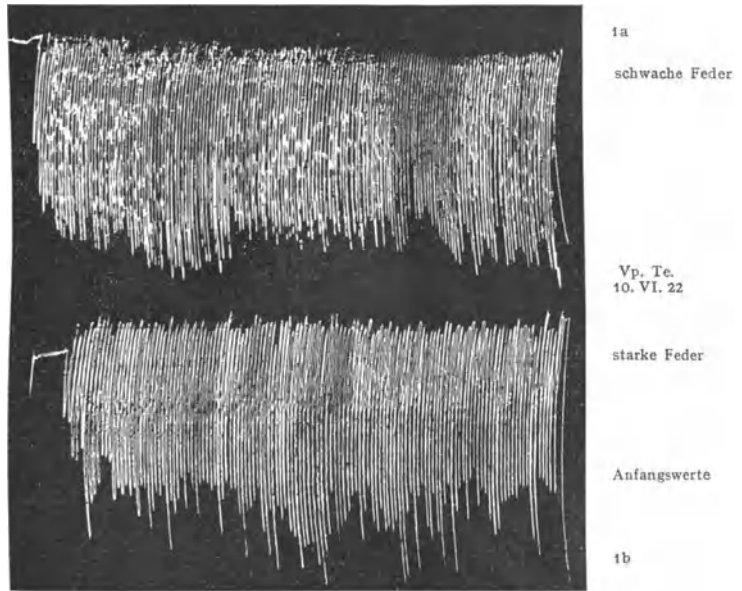 1a
schwache Feder
Vp. Te.
10. VI. 22
starke Feder
Anfangswerte
1b